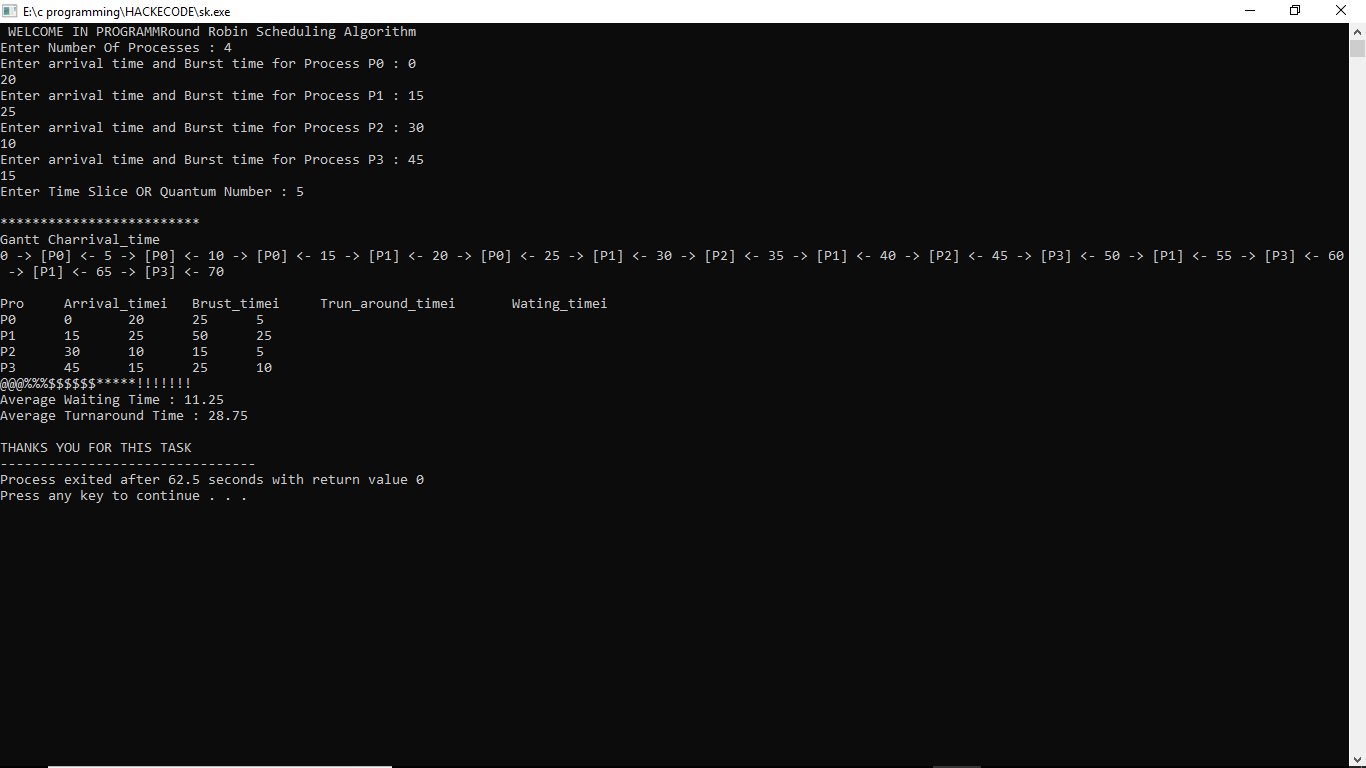 E:\c programming\HACKECODE\sk.exe
WELCOME IN PROGRAMMRound Robin Scheduling Algorithm
Enter Number Of Processes : 4
Enter arrival time and Burst time for Process P0 : 0
20
Enter arrival time and Burst time for Process P1 : 15
25
Enter arrival time and Burst time for Process P2 : 30
10
Enter arrival time and Burst time for Process P3 : 45
15
Enter Time Slice OR Quantum Number : 5
*************************
Gantt Charrival_time
0 -> [P0] <- 5 -> [P0] <- 10 -> [P0] <- 15 -> [P1] <- 20 -> [P0] <- 25 -> [P1] <- 30 -> [P2] <- 35 -> [P1] <- 40 -> [P2] <- 45 -> [P3] <- 50 -> [P1] <- 55 -> [P3] <- 60
-> [P1] <- 65 -> [P3] <- 70
Pro Arrival_timei Brust_timei Trun_around_timei Wating_timei
P0 0 20 25 5
P1 15 25 50 25
P2 30 10 15 5
P3 45 15 25 10
@@@%%%$$$$$$*****!!!!!!!
Average Waiting Time : 11.25
Average Turnaround Time : 28.75
THANKS YOU FOR THIS TASK
--------------------------------
Process exited after 62.5 seconds with return value 0
Press any key to continue . . .